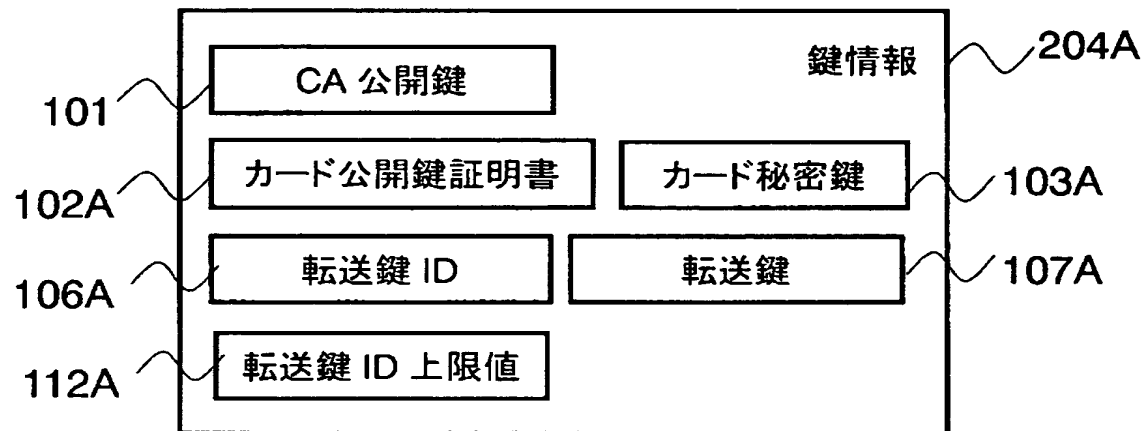 鍵情報
204A
CA 公開鍵
101
カード公開鍵証明書
カード秘密鍵
102A
103A
転送鍵 ID
転送鍵
106A
107A
転送鍵 ID 上限値
112A